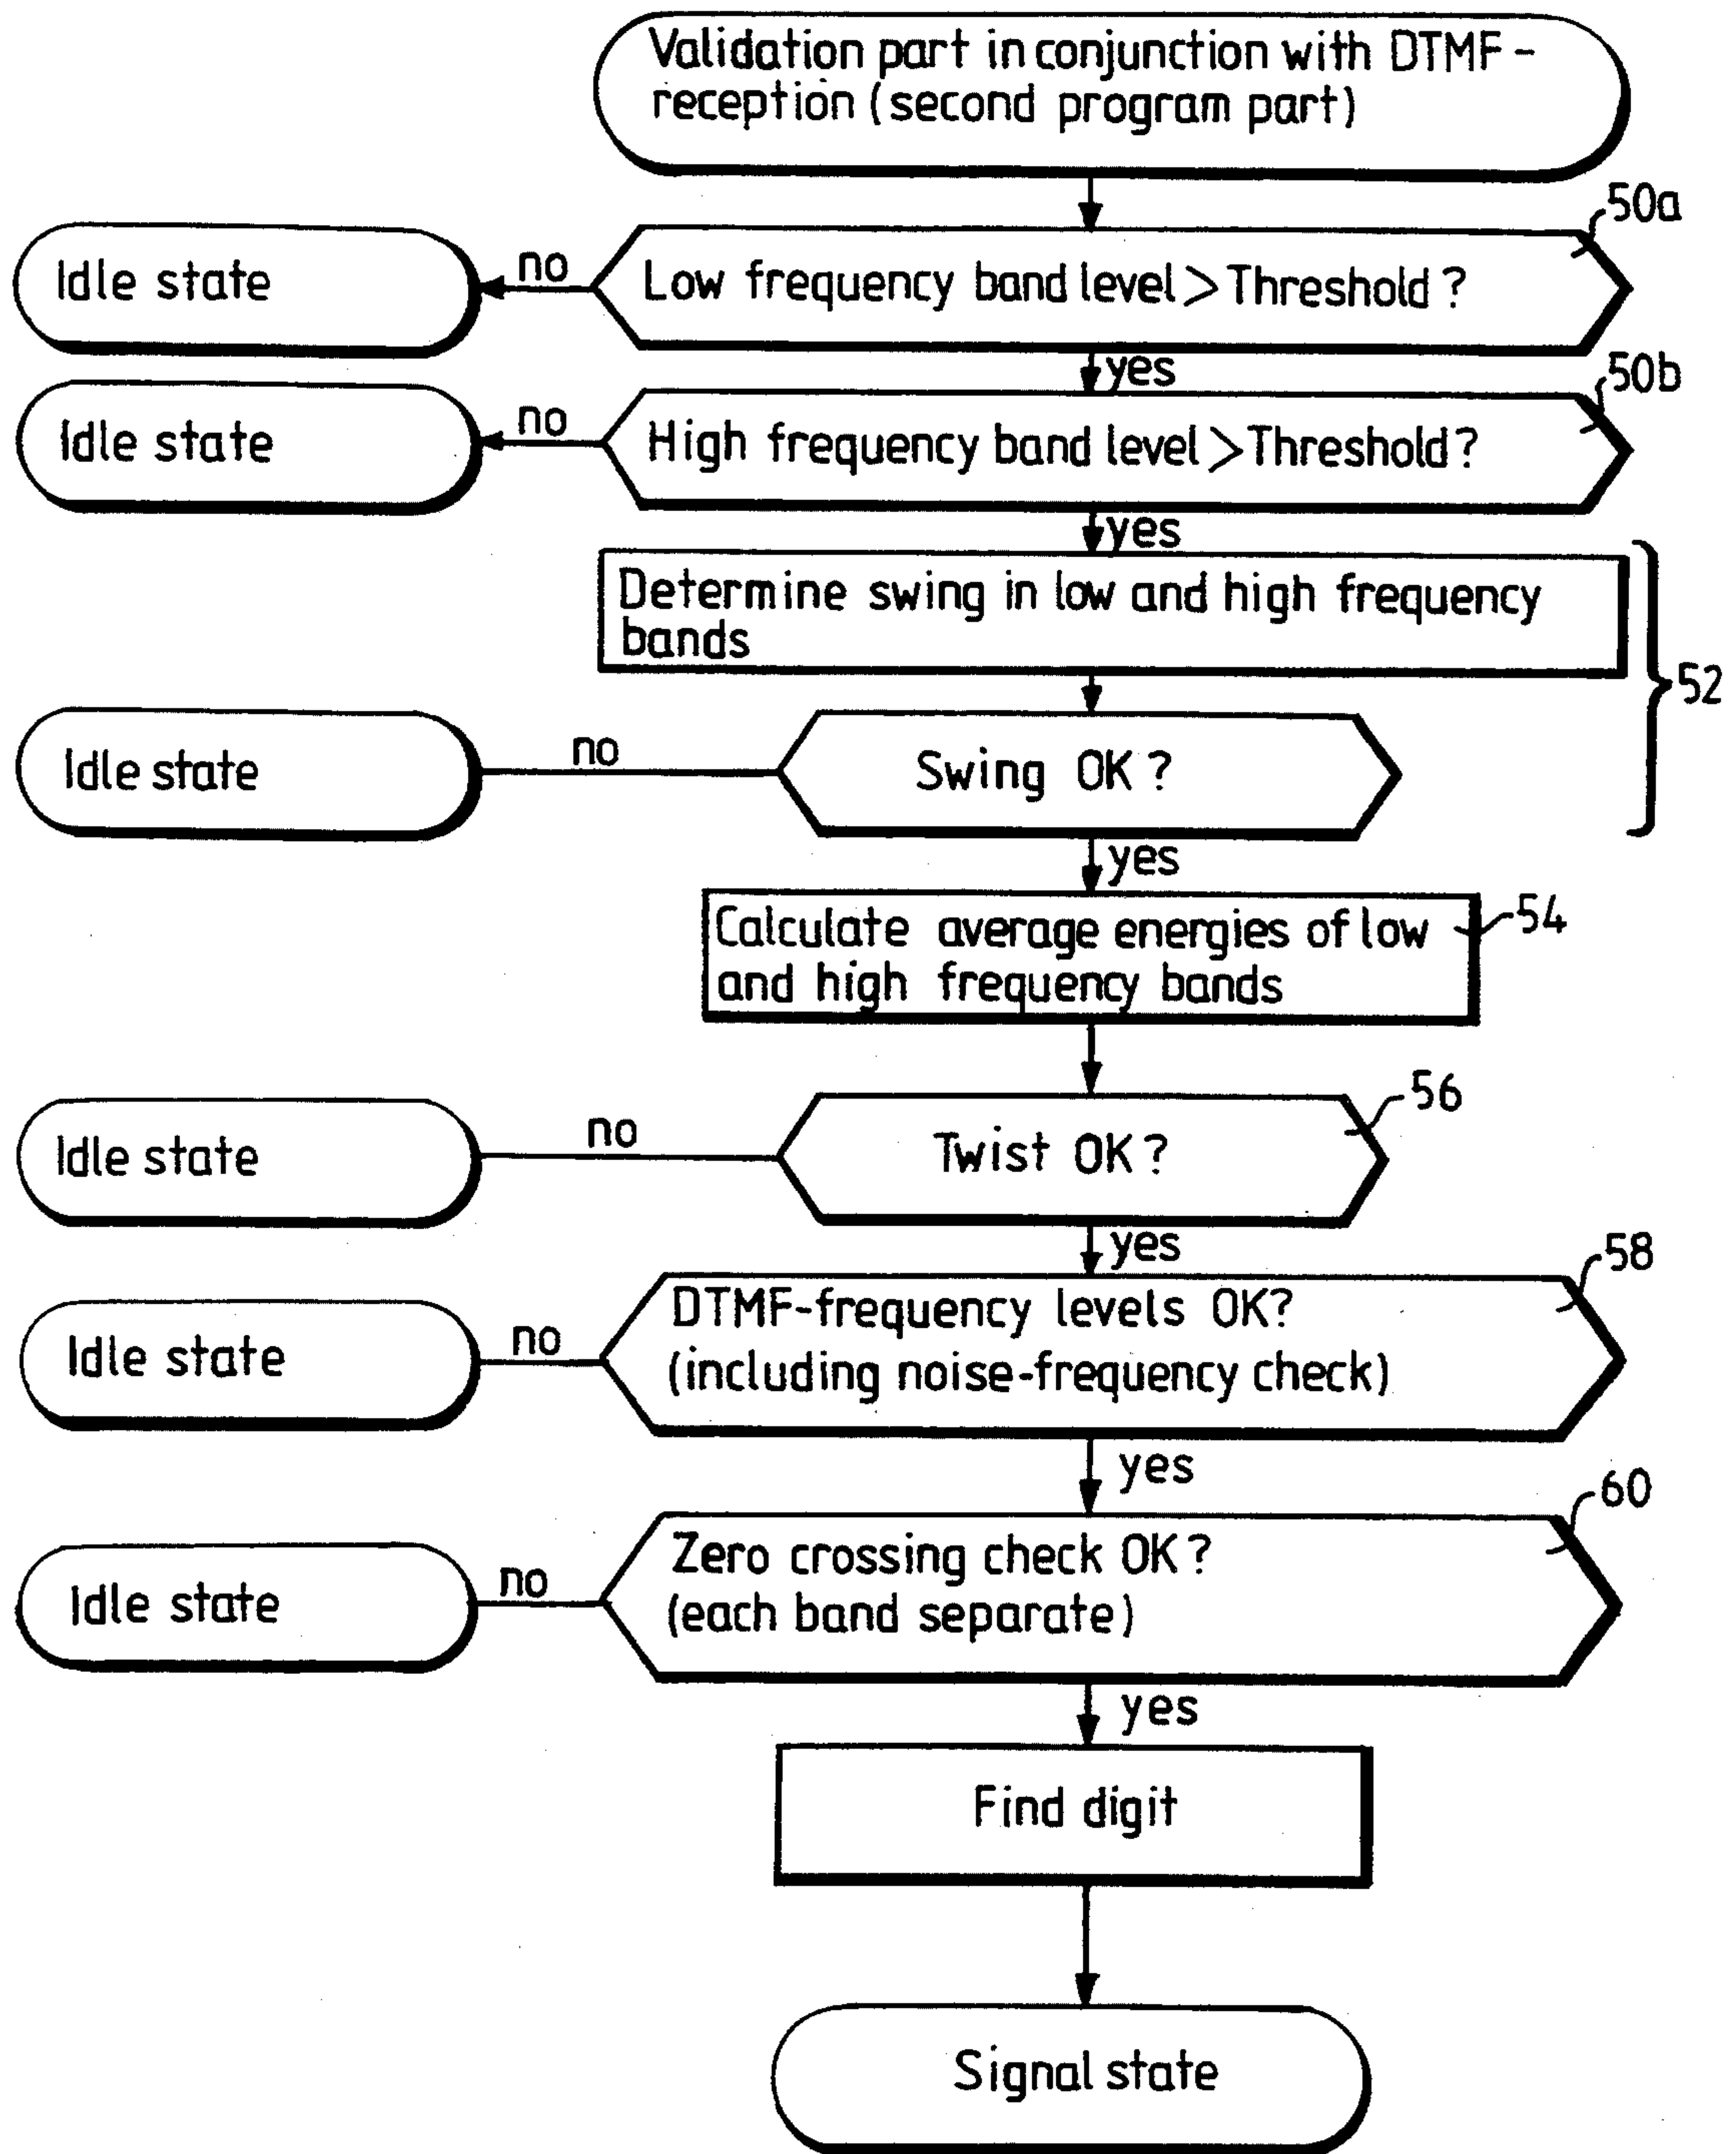 Validation part in conjunction with DTMF-
reception (second program part)
50a
Idle state
no
Low frequency band level > Threshold?
yes
50b
Idle state
no
High frequency band level > Threshold?
yes
Determine swing in low and high frequency
bands
52
Idle state
no
Swing OK?
yes
Calculate average energies of low
and high frequency bands
54
56
Idle state
no
Twist OK?
yes
58
DTMF-frequency levels OK?
Idle state
no
(including noise-frequency check)
yes
60
Zero crossing check OK?
Idle state
no
(each band separate)
yes
Find digit
Signal state